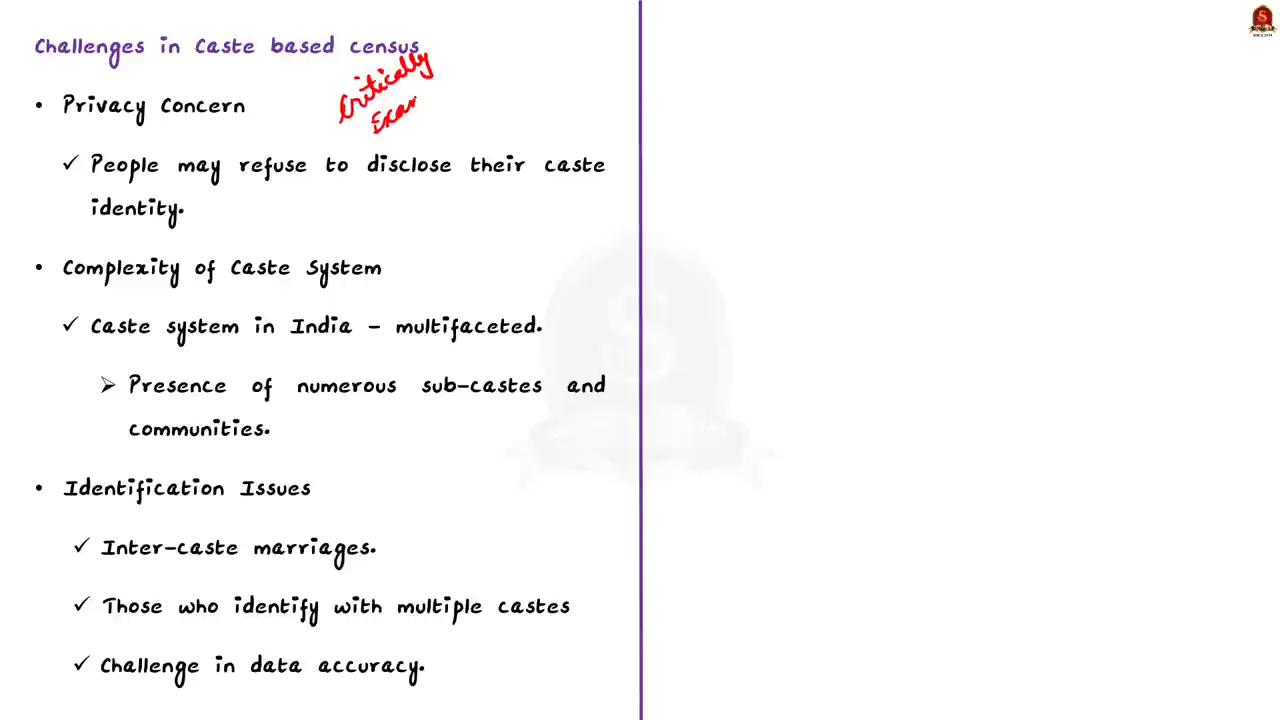 Challenges in Caste based census
Critically
Exam
• Privacy Concern
✓ People may refuse to disclose their caste
identity.
• Complexity of Caste System
✓ Caste system in India - multifaceted.
➢ Presence of numerous sub-castes and
communities.
• Identification Issues
✓ Inter-caste marriages.
✓ Those who identify with multiple castes
✓ Challenge in data accuracy.
S
S